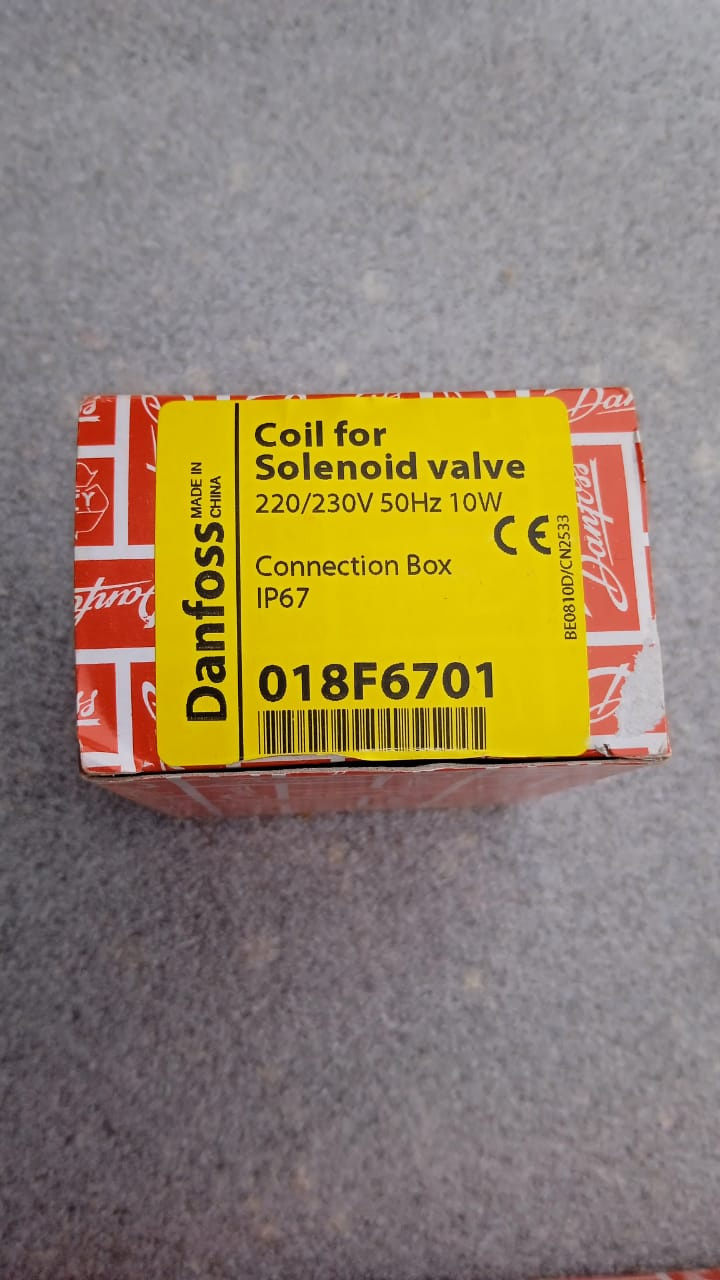 Coil for
Solenoid valve
220/230V 50Hz 10W
CE
Connection Box
IP67
018F6701
Danfoss
MADE IN
CHINA
BE0810D/CN2533
Danfoss